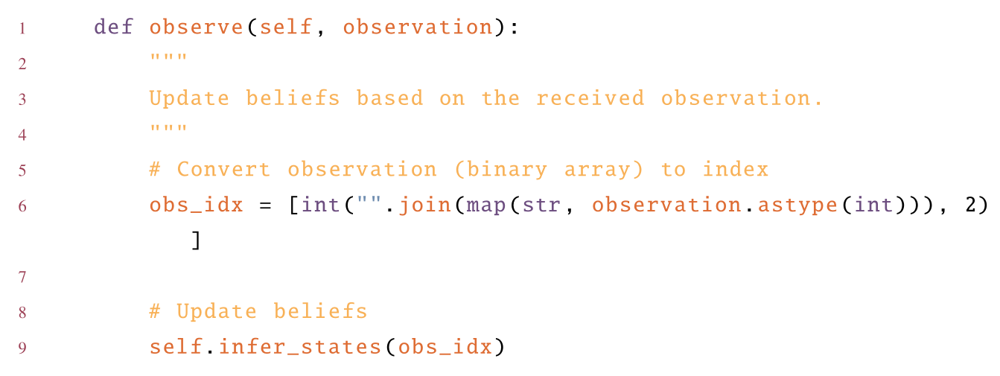 1 def observe(self, observation):
2 """
3 Update beliefs based on the received observation.
4 """
5 # Convert observation (binary array) to index
6 obs_idx = [int("".join(map(str, observation.astype(int))), 2)
]
7
8 # Update beliefs
9 self.infer_states(obs_idx)